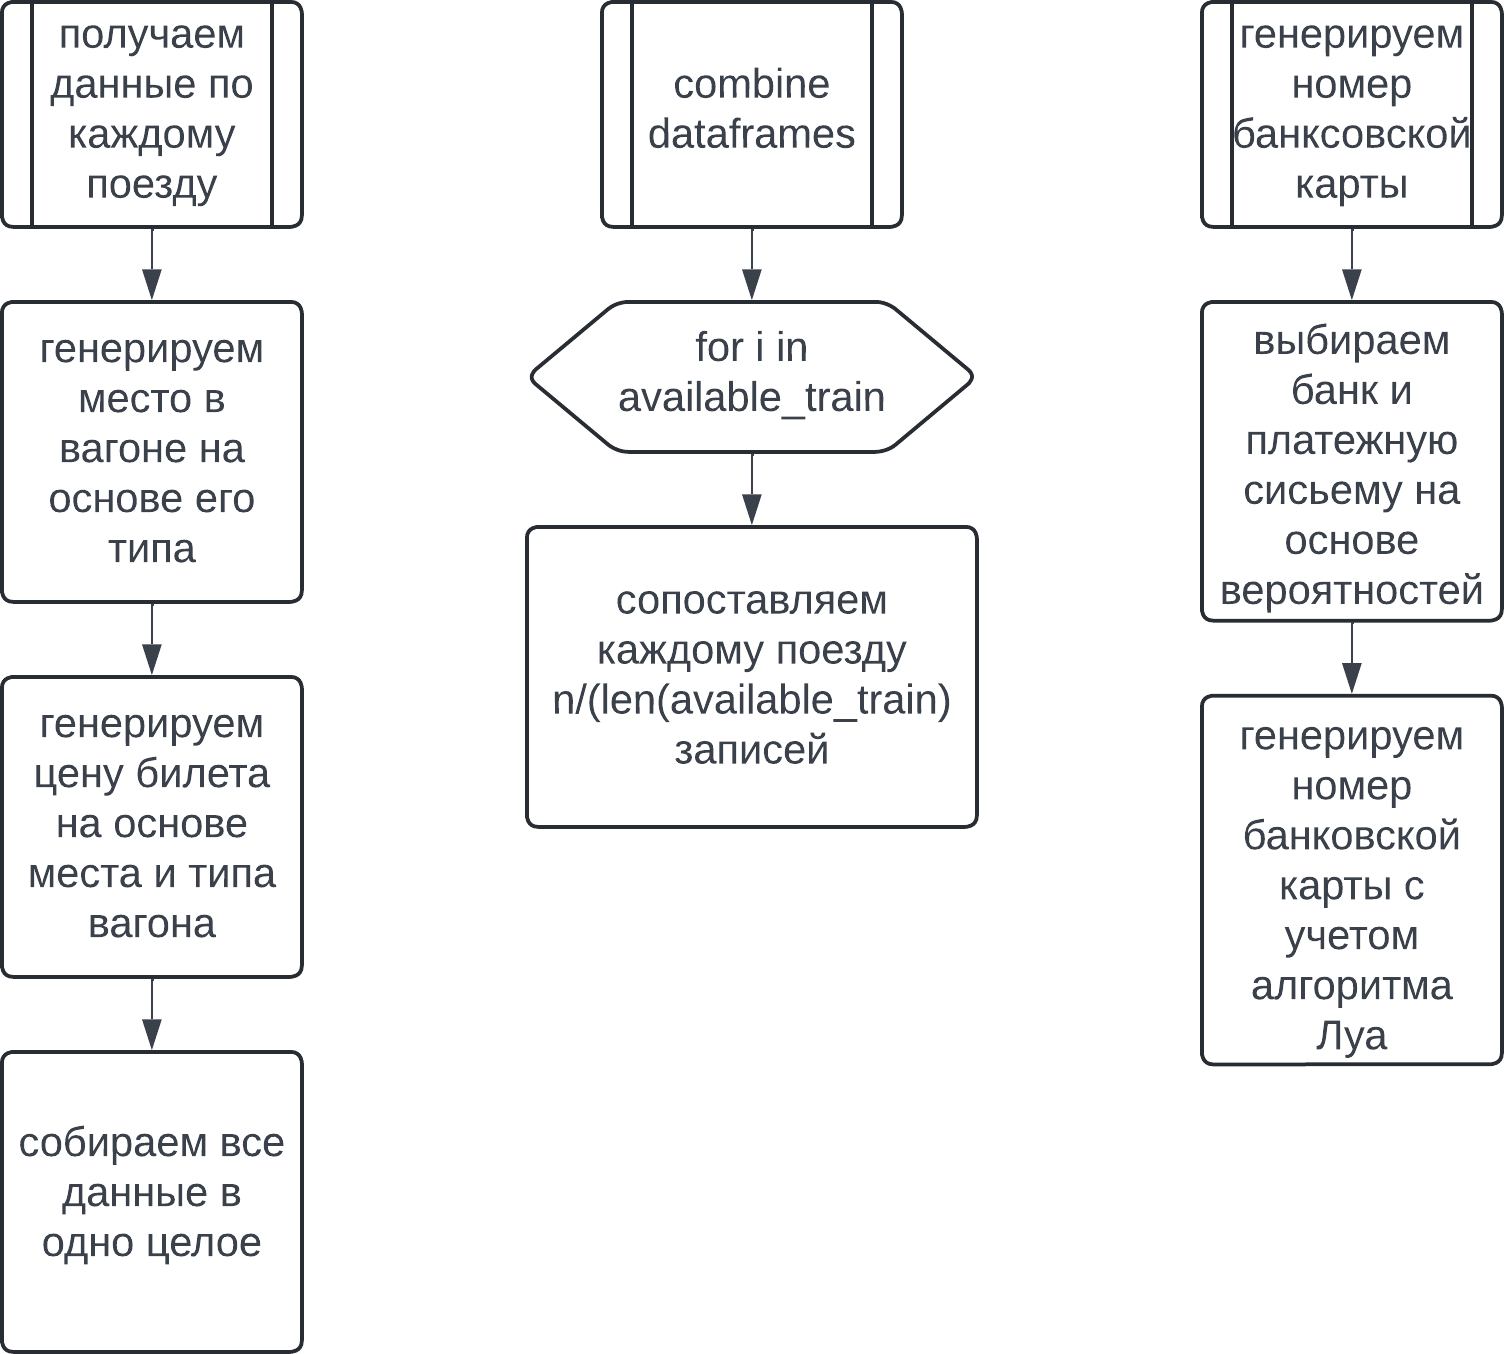 получаем
данные по
каждому
поезду
генерируем
место в
вагоне на
основе его
типа
генерируем
цену билета
на основе
места и типа
вагона
собираем все
данные в
одно целое
combine
dataframes
for i in
available_train
сопоставляем
каждому поезду
n/(len(available_train)
записей
генерируем
номер
банксовской
карты
выбираем
банк и
платежную
сисьему на
основе
вероятностей
генерируем
номер
банковской
карты с
учетом
алгоритма
Луа